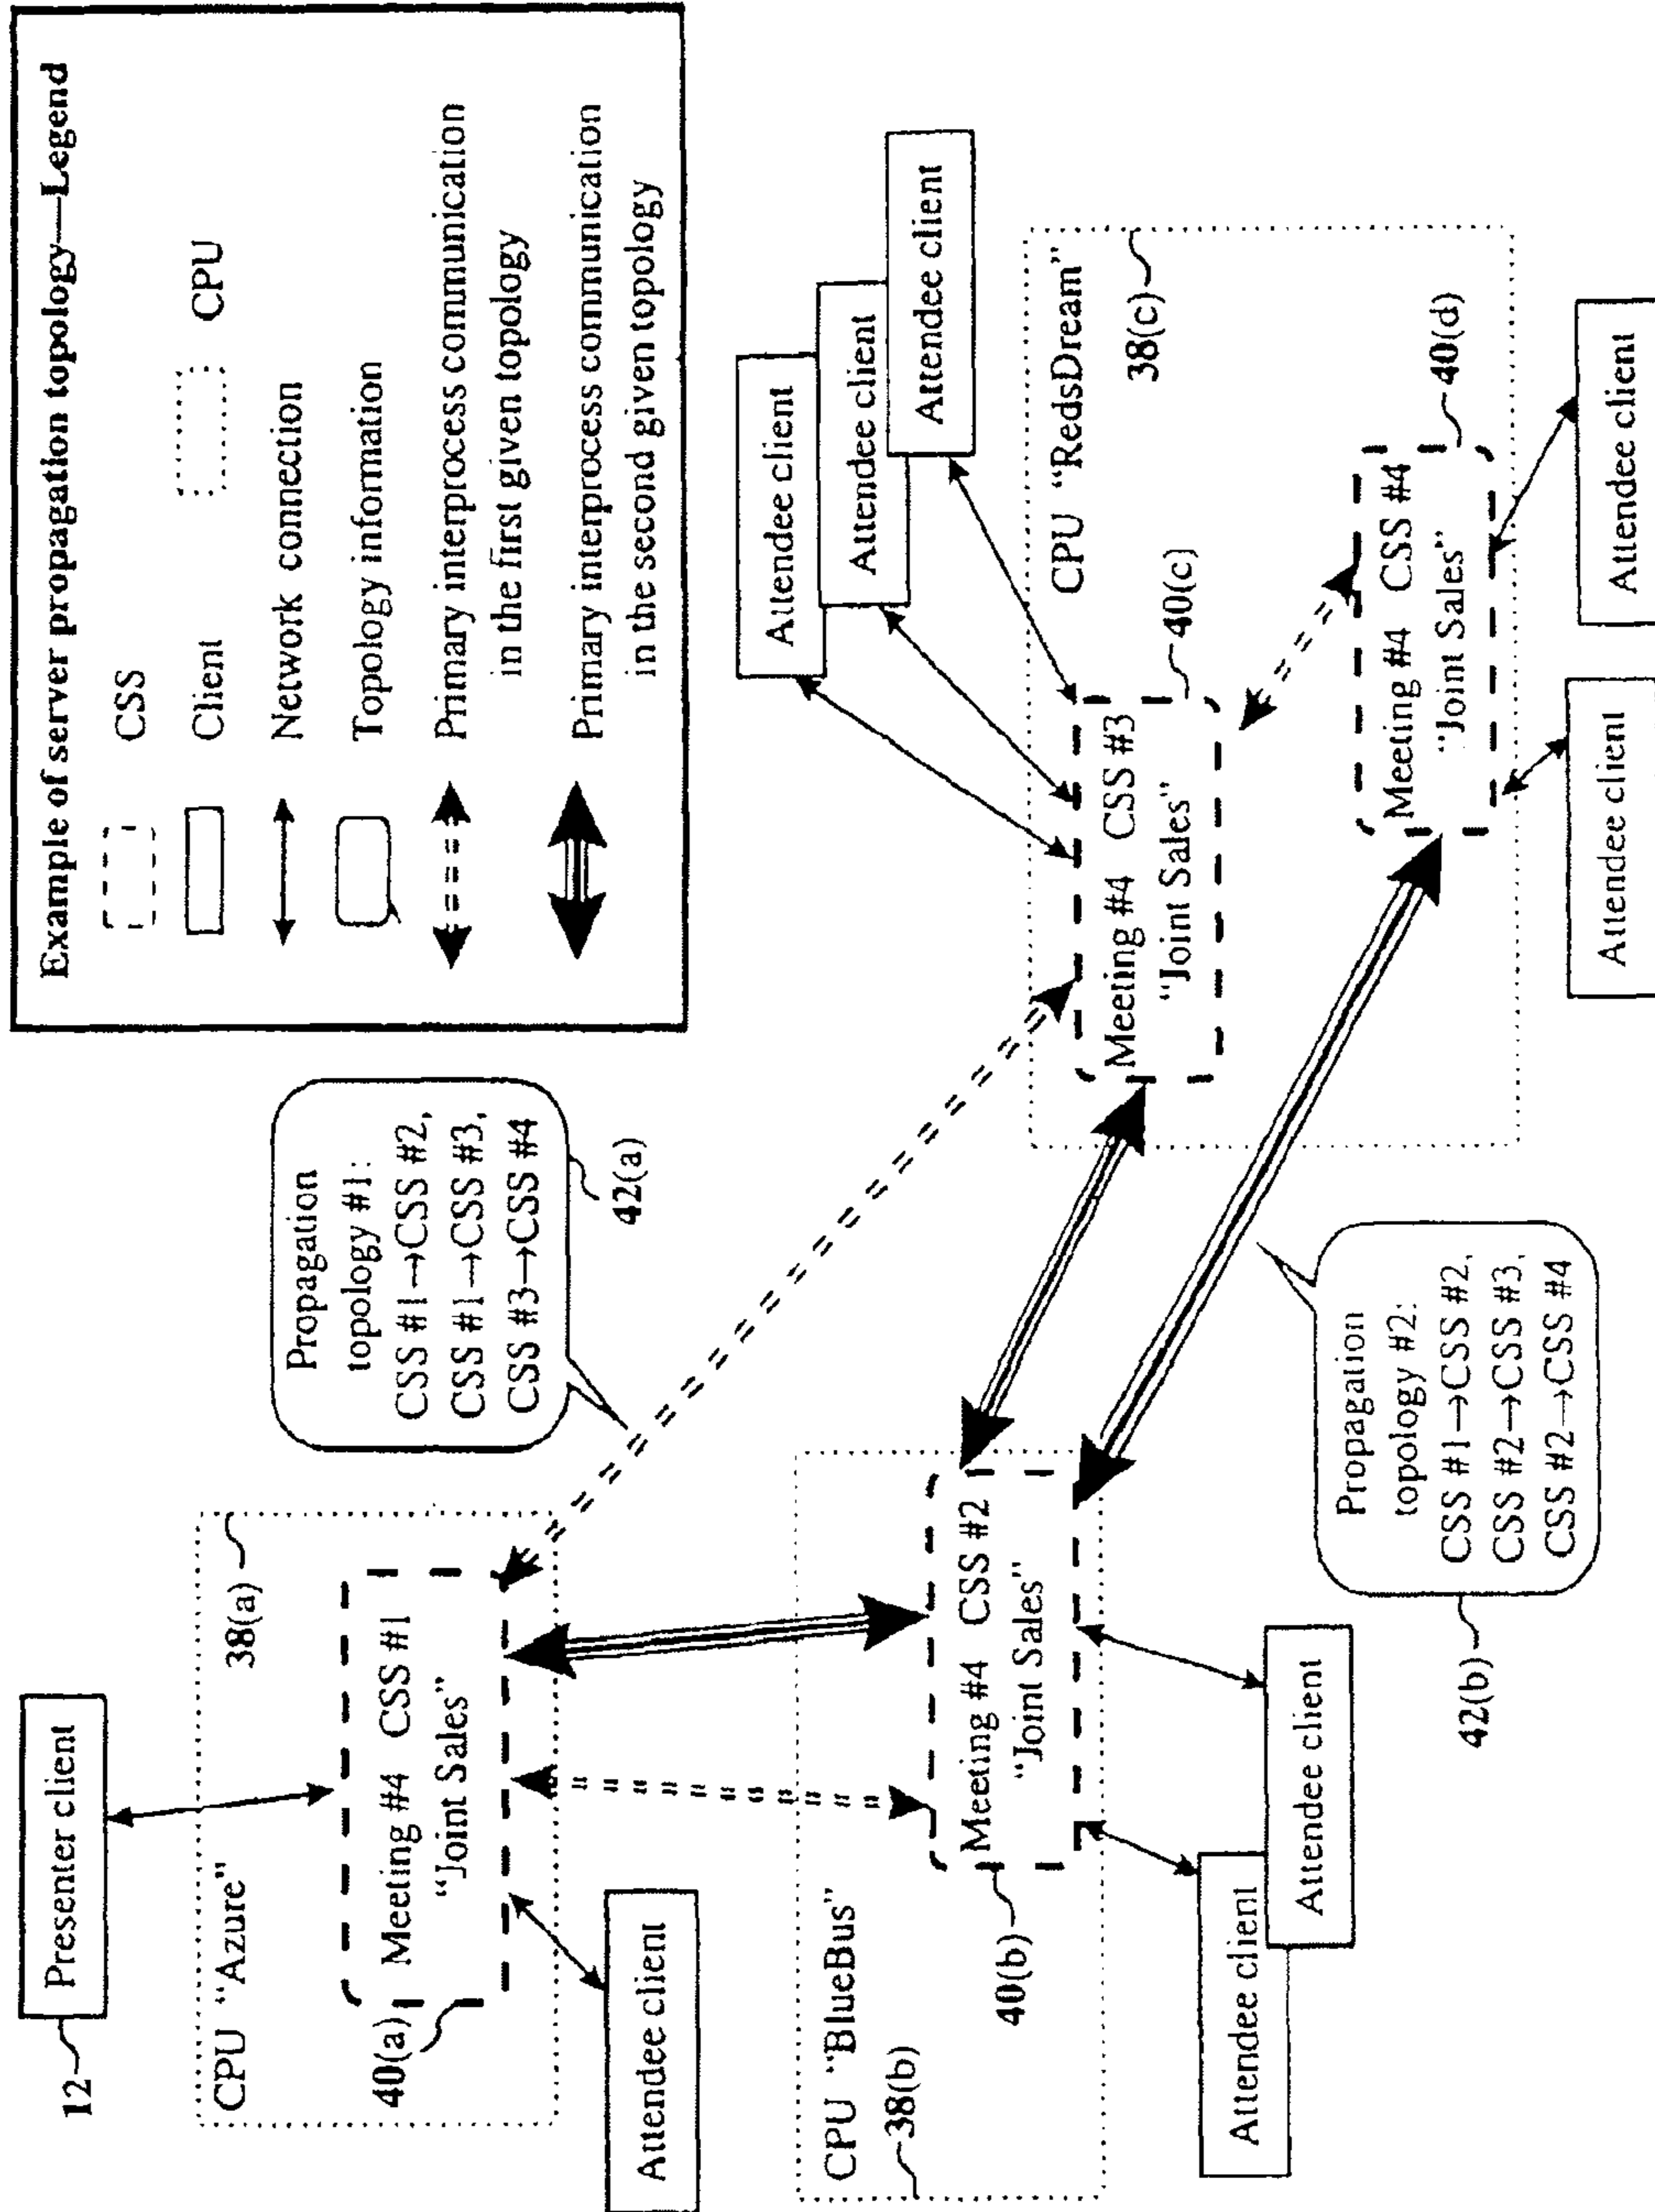 Example of server propagation topology—Legend
CSS
Client
CPU
Network connection
Topology information
Primary interprocess communication
in the first given topology
Primary interprocess communication
in the second given topology
12
Presenter client
CPU "Azure"
38(a)
Meeting #4 CSS #1
"Joint Sales"
40(a)
Attendee client
Propagation
topology #1:
CSS #1→CSS #2,
CSS #1→CSS #3,
CSS #3→CSS #4
42(a)
CPU "BlueBus"
38(b)
Meeting #4 CSS #2
"Joint Sales"
40(b)
Attendee client
Attendee client
Propagation
topology #2:
CSS #1→CSS #2,
CSS #2→CSS #3,
CSS #2→CSS #4
42(b)
Attendee client
Attendee client
Attendee client
CPU "RedsDream"
38(c)
40(c)
Meeting #4 CSS #3
"Joint Sales"
Meeting #4 CSS #4
"Joint Sales"
40(d)
Attendee client
Attendee client